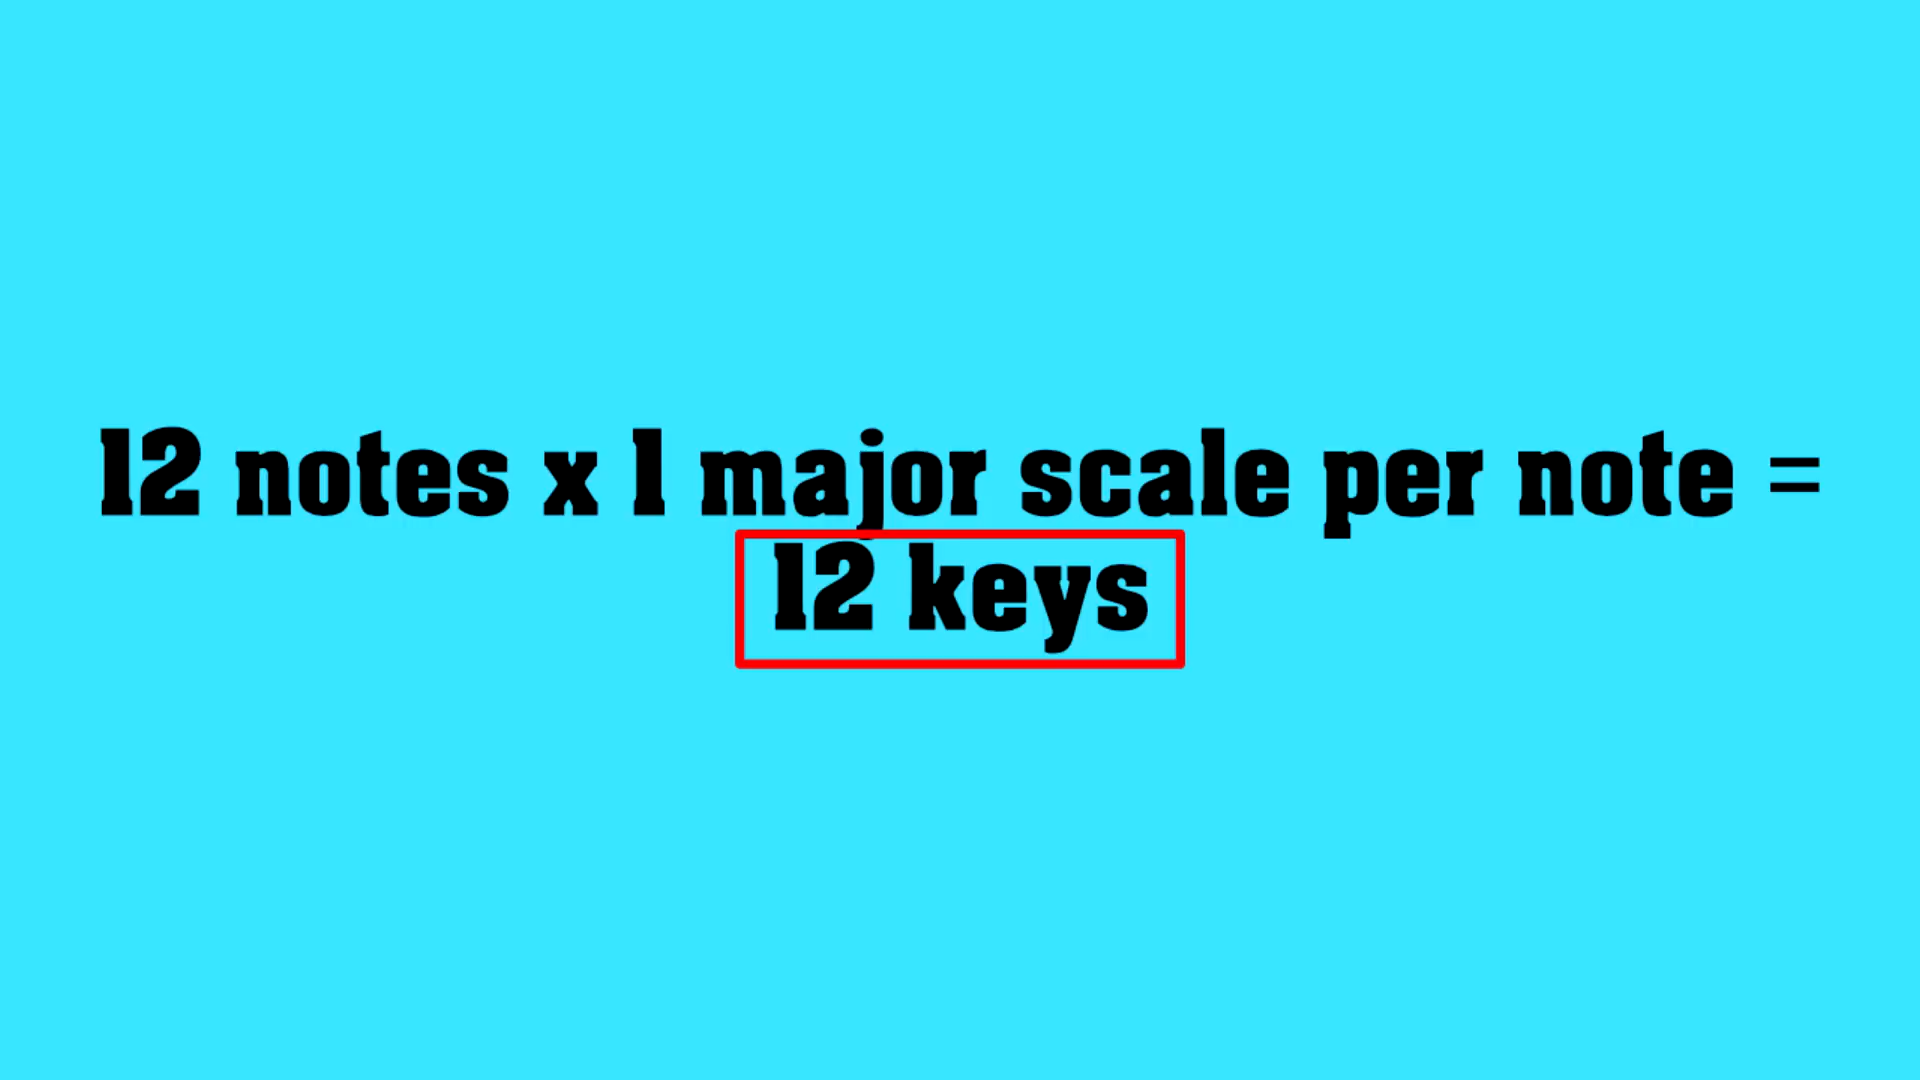 12 notes x 1 major scale per note =
12 keys